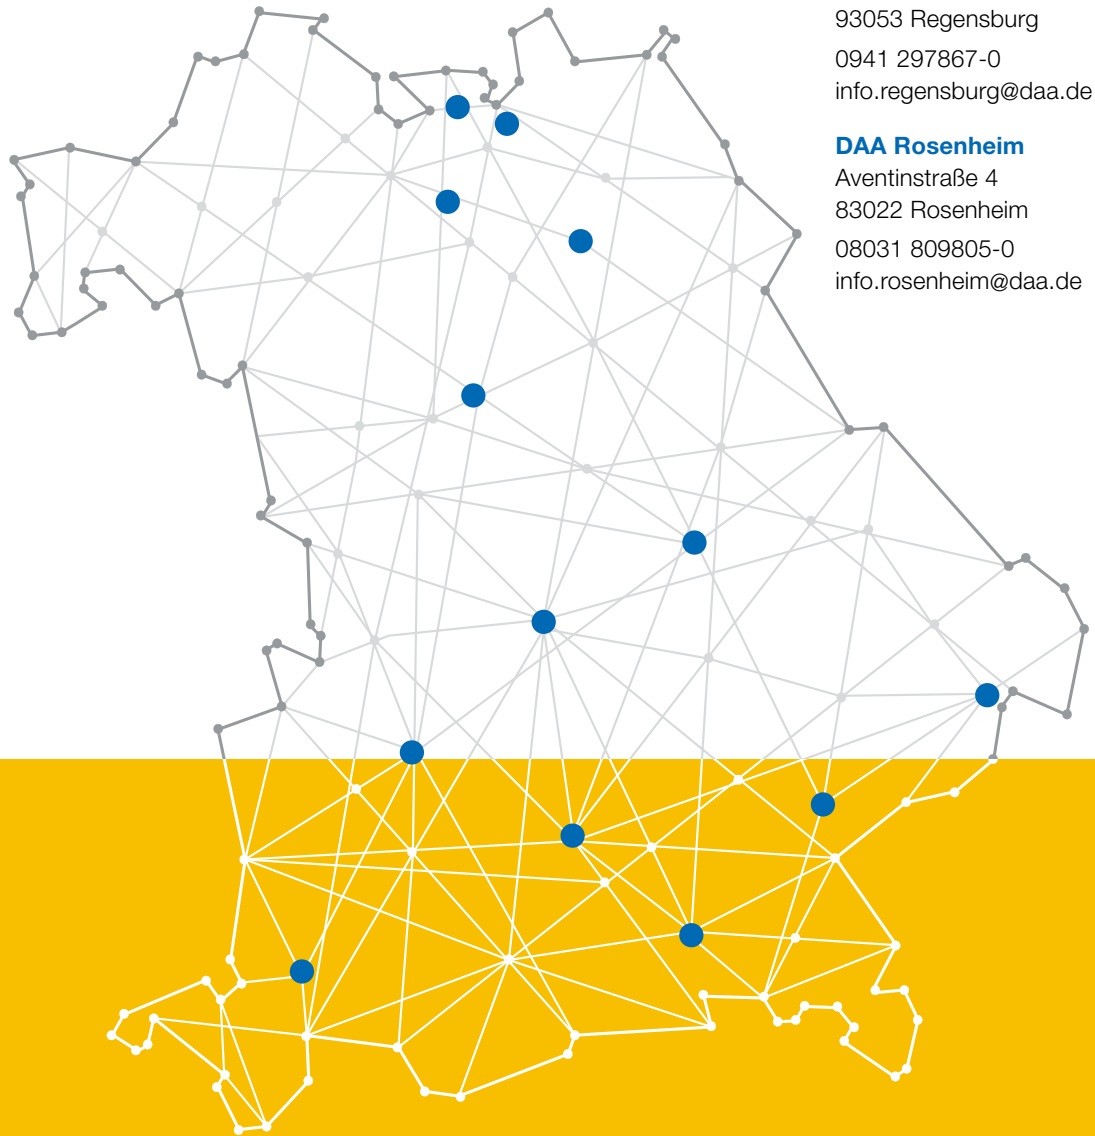 93053 Regensburg
0941 297867-0
info.regensburg@daa.de
DAA Rosenheim
Aventinstraße 4
83022 Rosenheim
08031 809805-0
info.rosenheim@daa.de